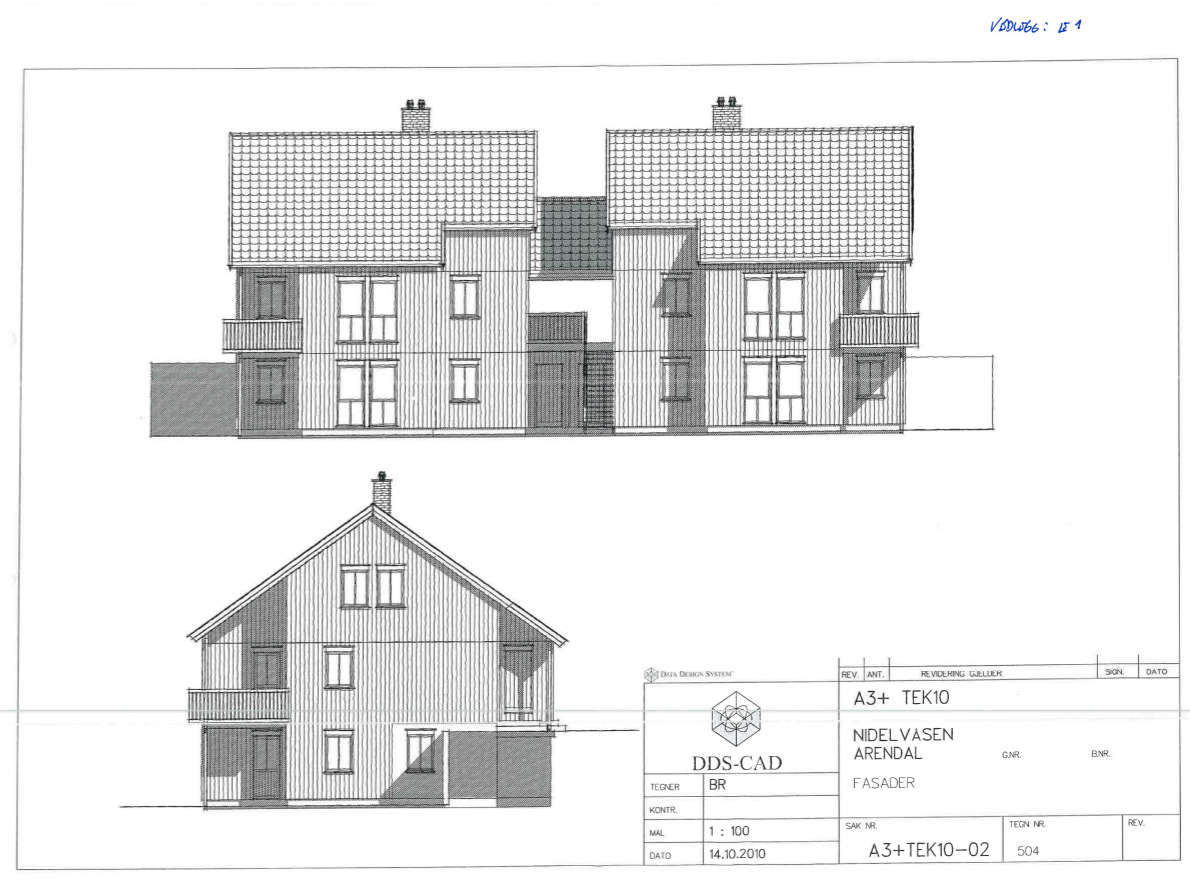 VEDLEGG: E 1
DATA DESIGN SYSTEM
DDS-CAD
TEGNER BR
KONTR.
MÅL 1 : 100
DATO 14.10.2010
REV. ANT. REVIDERING GJELDER SIGN. DATO
A3+ TEK10
NIDELVÅSEN
ARENDAL G.NR. B.NR.
FASADER
SAK NR. TEGN NR. REV.
A3+TEK10-02 504